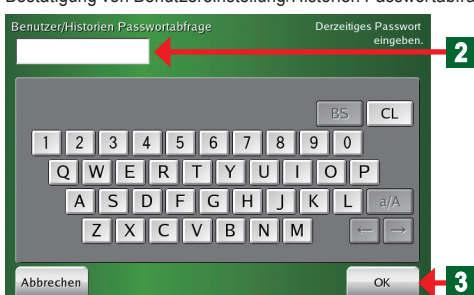 Bestätigung von Benutzereinstellung/Historien Passwortabfra
Benutzer/Historien Passwortabfrage
Derzeitiges Passwort
eingeben.
2
BS CL
1 2 3 4 5 6 7 8 9 0
Q W E R T Y U I O P
A S D F G H J K L a/A
Z X C V B N M ← →
Abbrechen OK 3